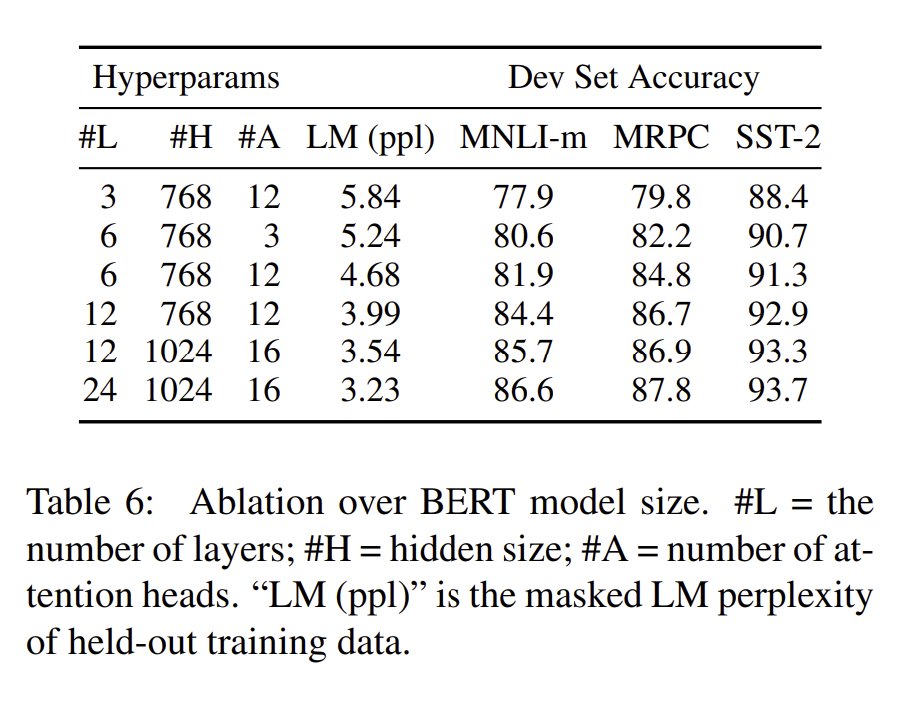 Hyperparams Dev Set Accuracy
#L #H #A LM (ppl) MNLI-m MRPC SST-2
3 768 12 5.84 77.9 79.8 88.4
6 768 3 5.24 80.6 82.2 90.7
6 768 12 4.68 81.9 84.8 91.3
12 768 12 3.99 84.4 86.7 92.9
12 1024 16 3.54 85.7 86.9 93.3
24 1024 16 3.23 86.6 87.8 93.7
Table 6: Ablation over BERT model size. #L = the
number of layers; #H = hidden size; #A = number of at-
tention heads. “LM (ppl)” is the masked LM perplexity
of held-out training data.